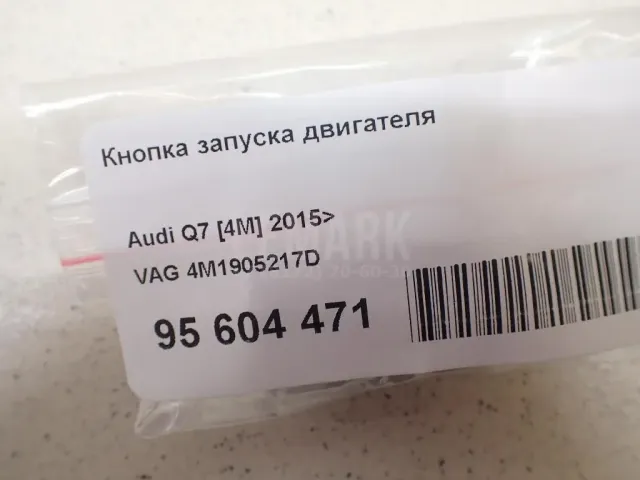 Кнопка запуска двигателя
Audi Q7 [4M] 2015>
VAG 4M1905217D
95 604 471